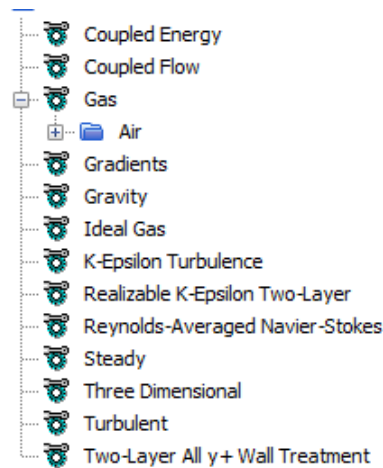 Coupled Energy
Coupled Flow
Gas
Air
Gradients
Gravity
Ideal Gas
K-Epsilon Turbulence
Realizable K-Epsilon Two-Layer
Reynolds-Averaged Navier-Stokes
Steady
Three Dimensional
Turbulent
Two-Layer All y+ Wall Treatment